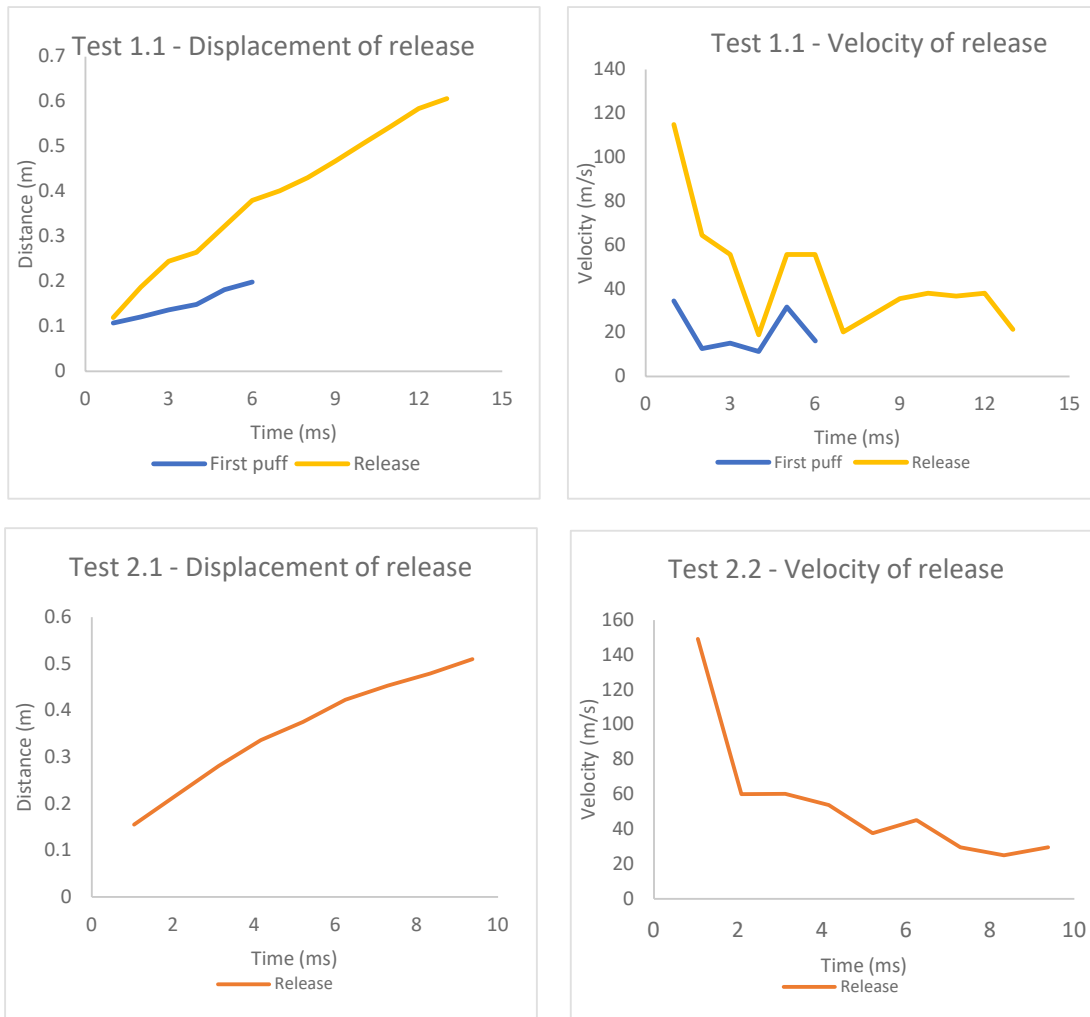 Test 1.1 - Displacement of release
0.7
0.6
0.5
0.4
0.3
0.2
0.1
0
Distance (m)
0 3 6 9 12 15
Time (ms)
First puff Release
Test 1.1 - Velocity of release
140
120
100
80
60
40
20
0
Velocity (m/s)
0 3 6 9 12 15
Time (ms)
First puff Release
Test 2.1 - Displacement of release
0.6
0.5
0.4
0.3
0.2
0.1
0
Distance (m)
0 2 4 6 8 10
Time (ms)
Release
Test 2.2 - Velocity of release
160
140
120
100
80
60
40
20
0
Velocity (m/s)
0 2 4 6 8 10
Time (ms)
Release